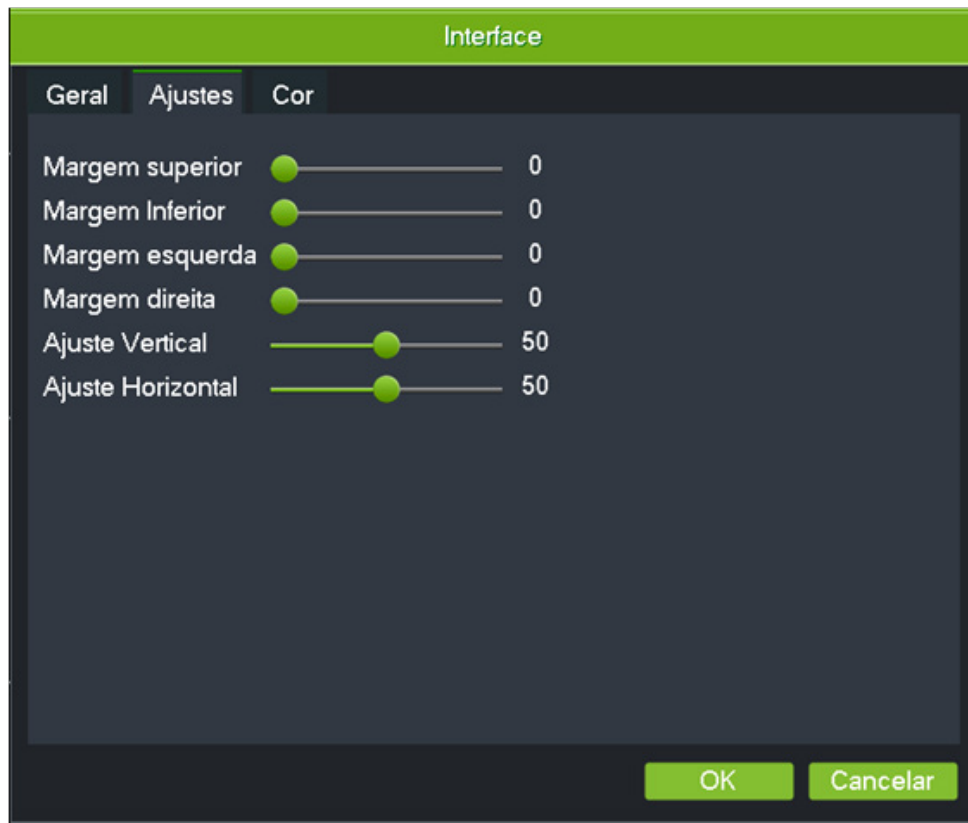 Interface
Geral Ajustes Cor
Margem superior 0
Margem Inferior 0
Margem esquerda 0
Margem direita 0
Ajuste Vertical 50
Ajuste Horizontal 50
OK Cancelar